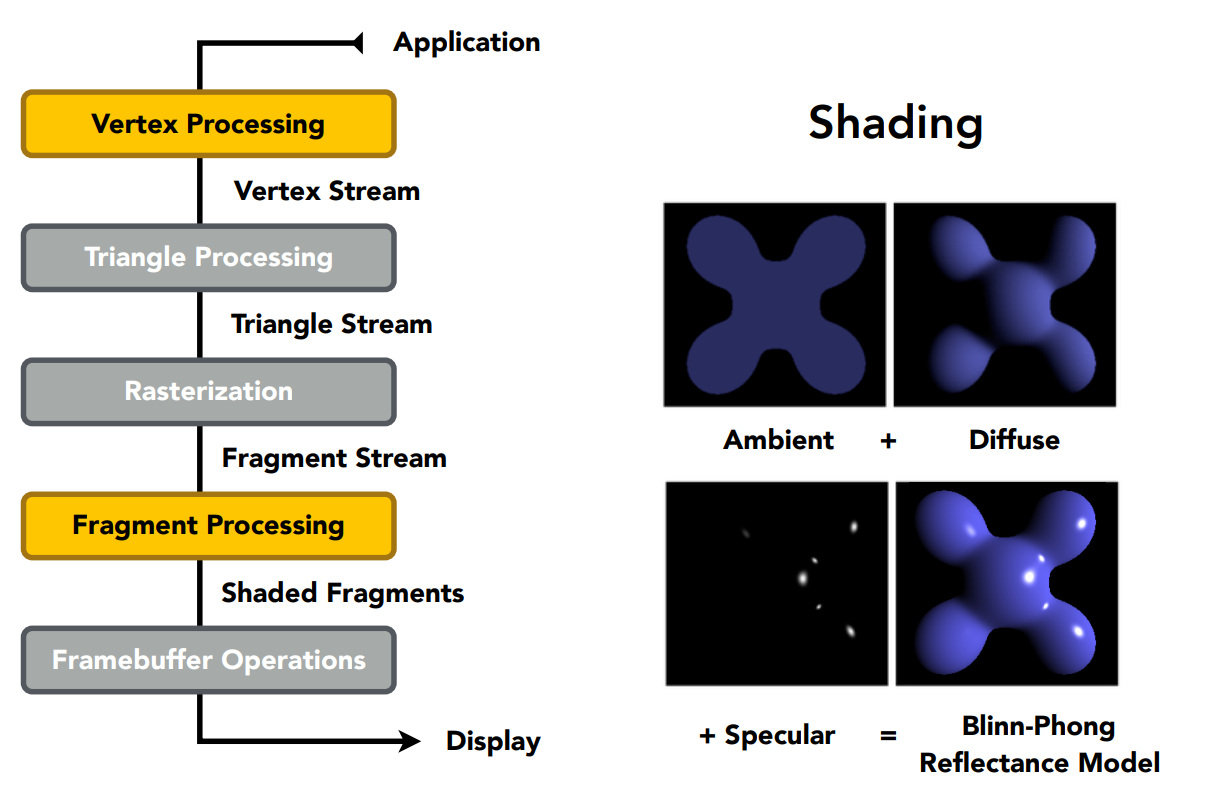 Application
Vertex Processing
Vertex Stream
Triangle Processing
Triangle Stream
Rasterization
Fragment Stream
Fragment Processing
Shaded Fragments
Framebuffer Operations
Display
Shading
Ambient + Diffuse
+ Specular = Blinn-Phong
Reflectance Model